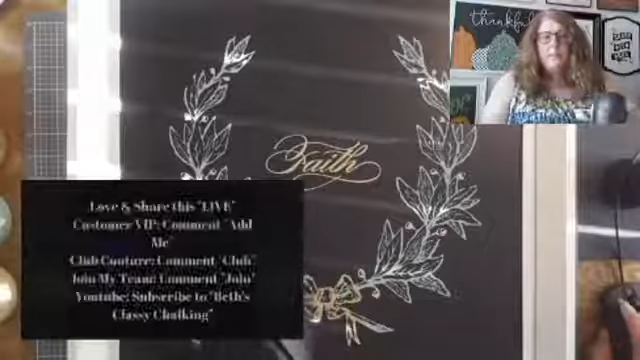 thankful
Faith
Love & Share this "LIVE"
Customer VIP: Comment "Add
Me"
Club Couture: Comment "Club"
Join My Team: Comment "Join"
Youtube: Subscribe to "Beth's
Classy Chalking"